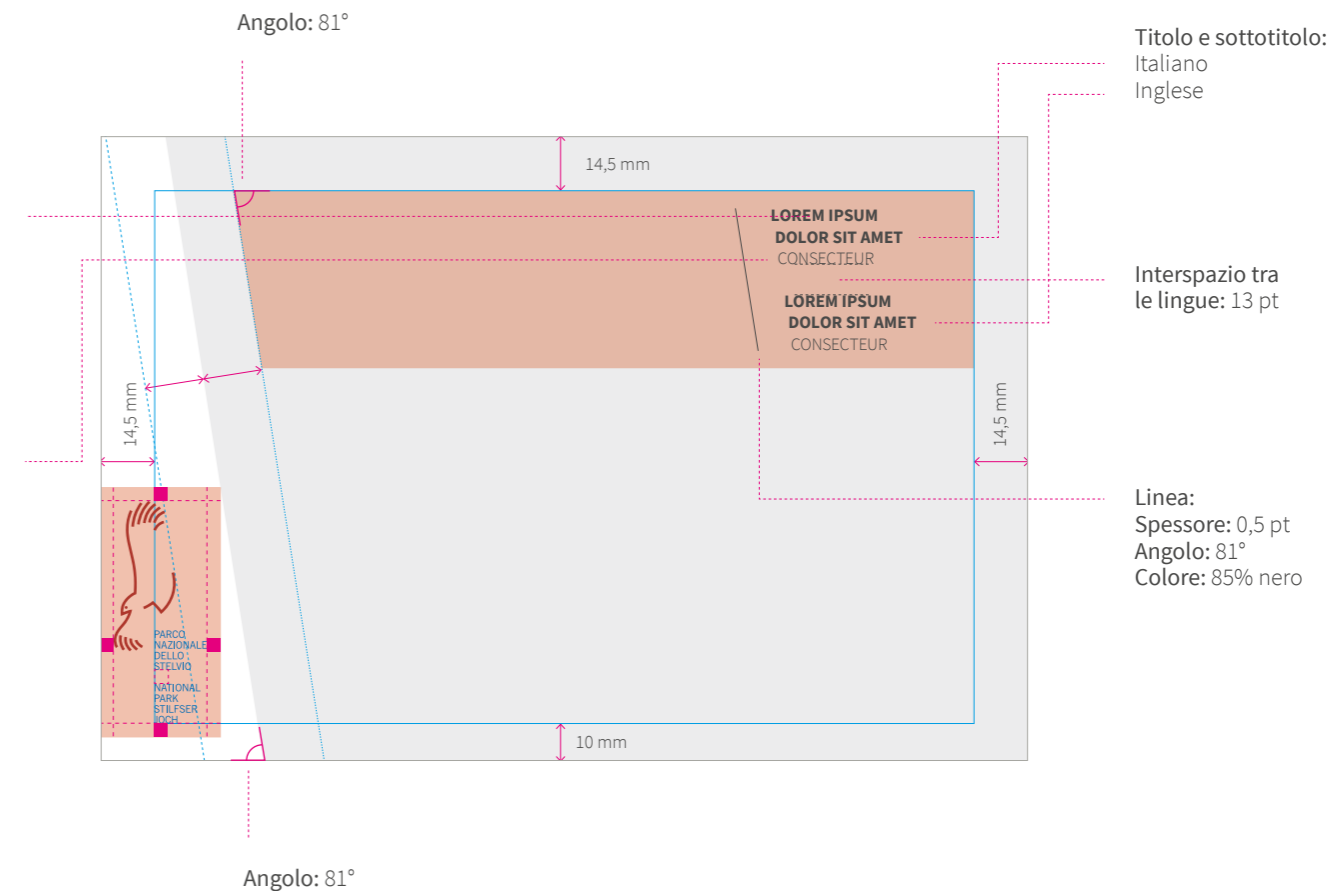 Angolo: 81°
Titolo e sottotitolo:
Italiano
Inglese
14,5 mm
LOREM IPSUM
DOLOR SIT AMET
CONSECTEUR
Interspazio tra
le lingue: 13 pt
LOREM IPSUM
DOLOR SIT AMET
CONSECTEUR
14,5 mm
14,5 mm
Linea:
Spessore: 0,5 pt
Angolo: 81°
Colore: 85% nero
PARCO
NAZIONALE
DELLO
STELVIO
NATIONAL
PARK
STILFSER
JOCH
10 mm
Angolo: 81°